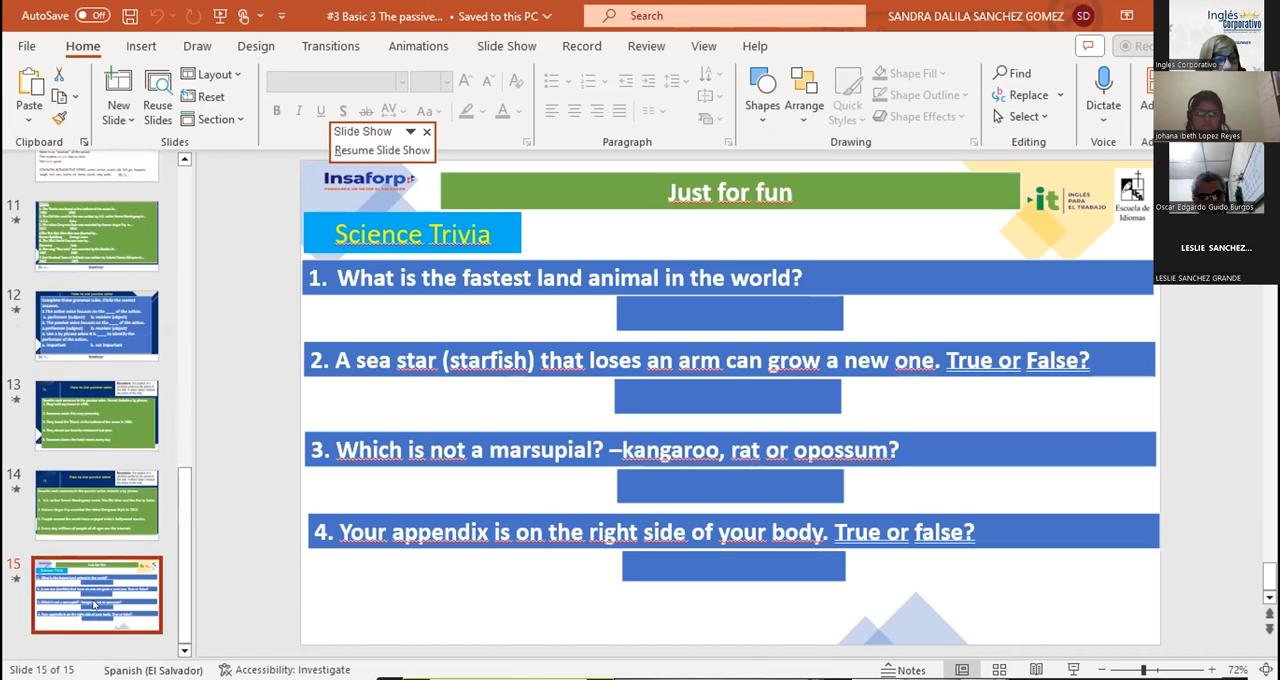 AutoSave Off #3 Basic 3 The passive... • Saved to this PC Search SANDRA DALILA SANCHEZ GOMEZ SD
File Home Insert Draw Design Transitions Animations Slide Show Record Review View Help
Paste New Slide Reuse Slides Layout Reset Section
Shapes Arrange Quick Styles Shape Fill Shape Outline Shape Effects Find Replace Select Dictate
Clipboard Slides Paragraph Drawing Editing Voice
Slide Show
Resume Slide Show
Inglés
Corporativo
Ingles Corporativo
johana ibeth Lopez Reyes
Oscar Edgardo Guido Burgos
LESLIE SANCHEZ...
LESLIE SANCHEZ GRANDE
11
12
13
14
15
Insaforp
Just for fun
it INGLÉS PARA EL TRABAJO
Escuela de Idiomas
Science Trivia
1. What is the fastest land animal in the world?
2. A sea star (starfish) that loses an arm can grow a new one. True or False?
3. Which is not a marsupial? –kangaroo, rat or opossum?
4. Your appendix is on the right side of your body. True or false?
Slide 15 of 15 Spanish (El Salvador) Accessibility: Investigate Notes 72%